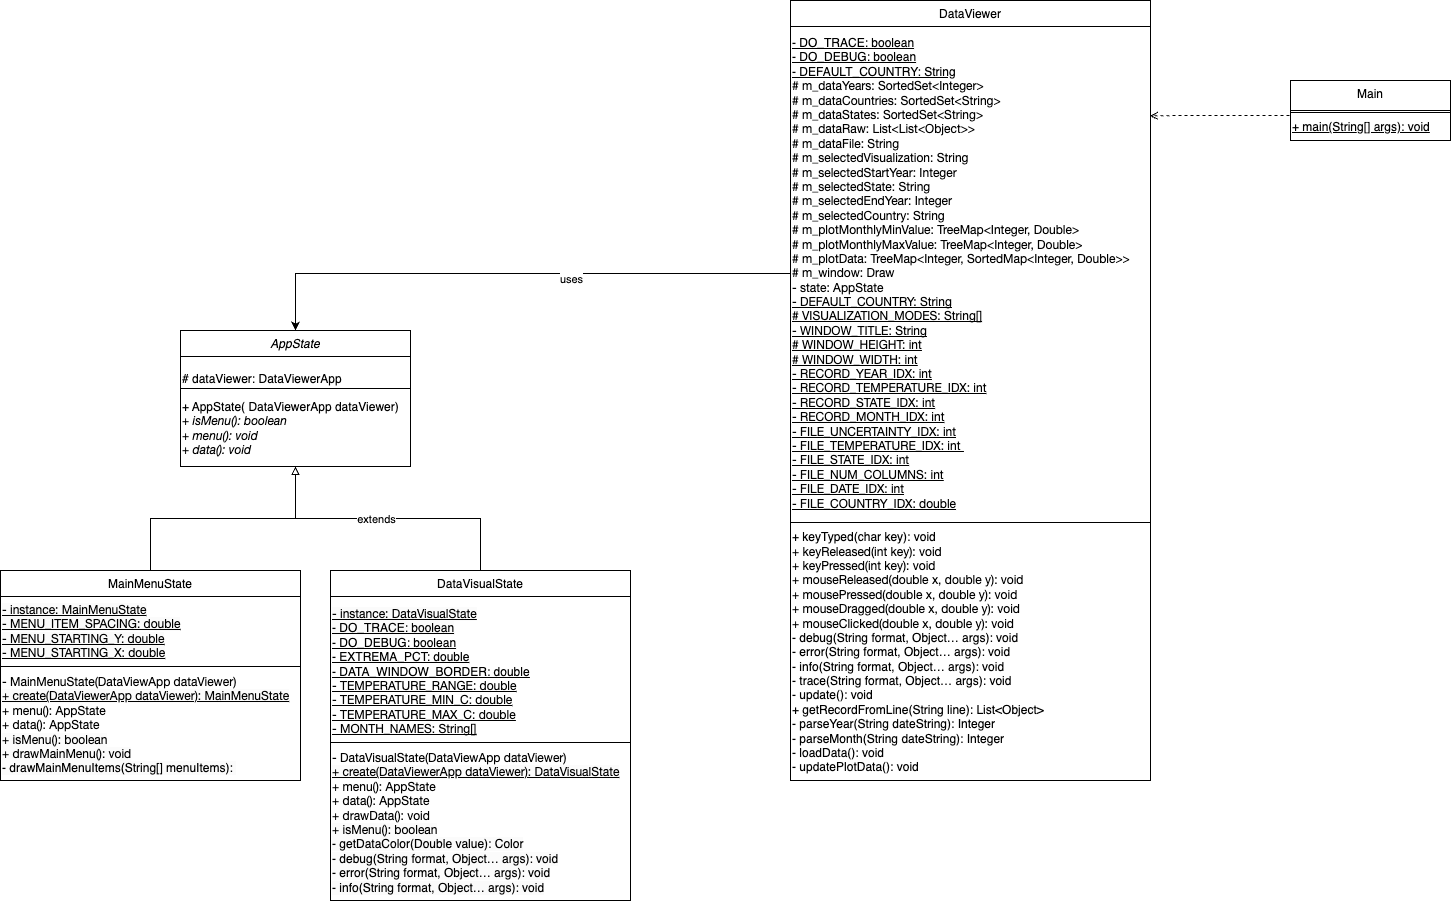 DataViewer
- DO_TRACE: boolean
- DO_DEBUG: boolean
- DEFAULT_COUNTRY: String
# m_dataYears: SortedSet<Integer>
# m_dataCountries: SortedSet<String>
# m_dataStates: SortedSet<String>
# m_dataRaw: List<List<Object>>
# m_dataFile: String
# m_selectedVisualization: String
# m_selectedStartYear: Integer
# m_selectedState: String
# m_selectedEndYear: Integer
# m_selectedCountry: String
# m_plotMonthlyMinValue: TreeMap<Integer, Double>
# m_plotMonthlyMaxValue: TreeMap<Integer, Double>
# m_plotData: TreeMap<Integer, SortedMap<Integer, Double>>
# m_window: Draw
- state: AppState
- DEFAULT_COUNTRY: String
# VISUALIZATION_MODES: String[]
- WINDOW_TITLE: String
# WINDOW_HEIGHT: int
# WINDOW_WIDTH: int
- RECORD_YEAR_IDX: int
- RECORD_TEMPERATURE_IDX: int
- RECORD_STATE_IDX: int
- RECORD_MONTH_IDX: int
- FILE_UNCERTAINTY_IDX: int
- FILE_TEMPERATURE_IDX: int
- FILE_STATE_IDX: int
- FILE_NUM_COLUMNS: int
- FILE_DATE_IDX: int
- FILE_COUNTRY_IDX: double
+ keyTyped(char key): void
+ keyReleased(int key): void
+ keyPressed(int key): void
+ mouseReleased(double x, double y): void
+ mousePressed(double x, double y): void
+ mouseDragged(double x, double y): void
+ mouseClicked(double x, double y): void
- debug(String format, Object... args): void
- error(String format, Object... args): void
- info(String format, Object... args): void
- trace(String format, Object... args): void
- update(): void
+ getRecordFromLine(String line): List<Object>
- parseYear(String dateString): Integer
- parseMonth(String dateString): Integer
- loadData(): void
- updatePlotData(): void
Main
+ main(String[] args): void
uses
AppState
# dataViewer: DataViewerApp
+ AppState( DataViewerApp dataViewer)
+ isMenu(): boolean
+ menu(): void
+ data(): void
extends
MainMenuState
- instance: MainMenuState
- MENU_ITEM_SPACING: double
- MENU_STARTING_Y: double
- MENU_STARTING_X: double
- MainMenuState(DataViewApp dataViewer)
+ create(DataViewerApp dataViewer): MainMenuState
+ menu(): AppState
+ data(): AppState
+ isMenu(): boolean
+ drawMainMenu(): void
- drawMainMenuItems(String[] menuItems):
DataVisualState
- instance: DataVisualState
- DO_TRACE: boolean
- DO_DEBUG: boolean
- EXTREMA_PCT: double
- DATA_WINDOW_BORDER: double
- TEMPERATURE_RANGE: double
- TEMPERATURE_MIN_C: double
- TEMPERATURE_MAX_C: double
- MONTH_NAMES: String[]
- DataVisualState(DataViewApp dataViewer)
+ create(DataViewerApp dataViewer): DataVisualState
+ menu(): AppState
+ data(): AppState
+ drawData(): void
+ isMenu(): boolean
- getDataColor(Double value): Color
- debug(String format, Object... args): void
- error(String format, Object... args): void
- info(String format, Object... args): void